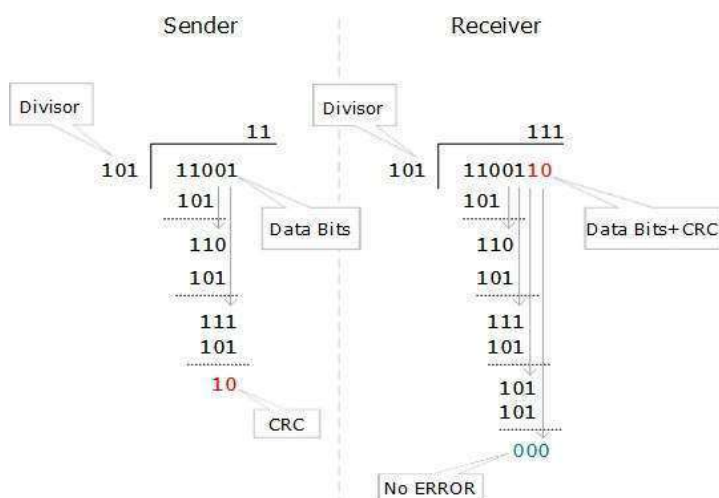 Sender
Divisor
11
101
11001
101
Data Bits
110
101
111
101
10
CRC
Receiver
Divisor
111
101
1100110
101
Data Bits+CRC
110
101
111
101
101
101
000
No ERROR